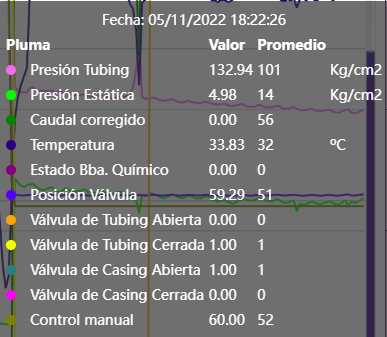 Fecha: 05/11/2022 18:22:26
Pluma Valor Promedio
Presión Tubing 132.94 101 Kg/cm2
Presión Estática 4.98 14 Kg/cm2
Caudal corregido 0.00 56
Temperatura 33.83 32 ºC
Estado Bba. Químico 0.00 0
Posición Válvula 59.29 51
Válvula de Tubing Abierta 0.00 0
Válvula de Tubing Cerrada 1.00 1
Válvula de Casing Abierta 1.00 1
Válvula de Casing Cerrada 0.00 0
Control manual 60.00 52